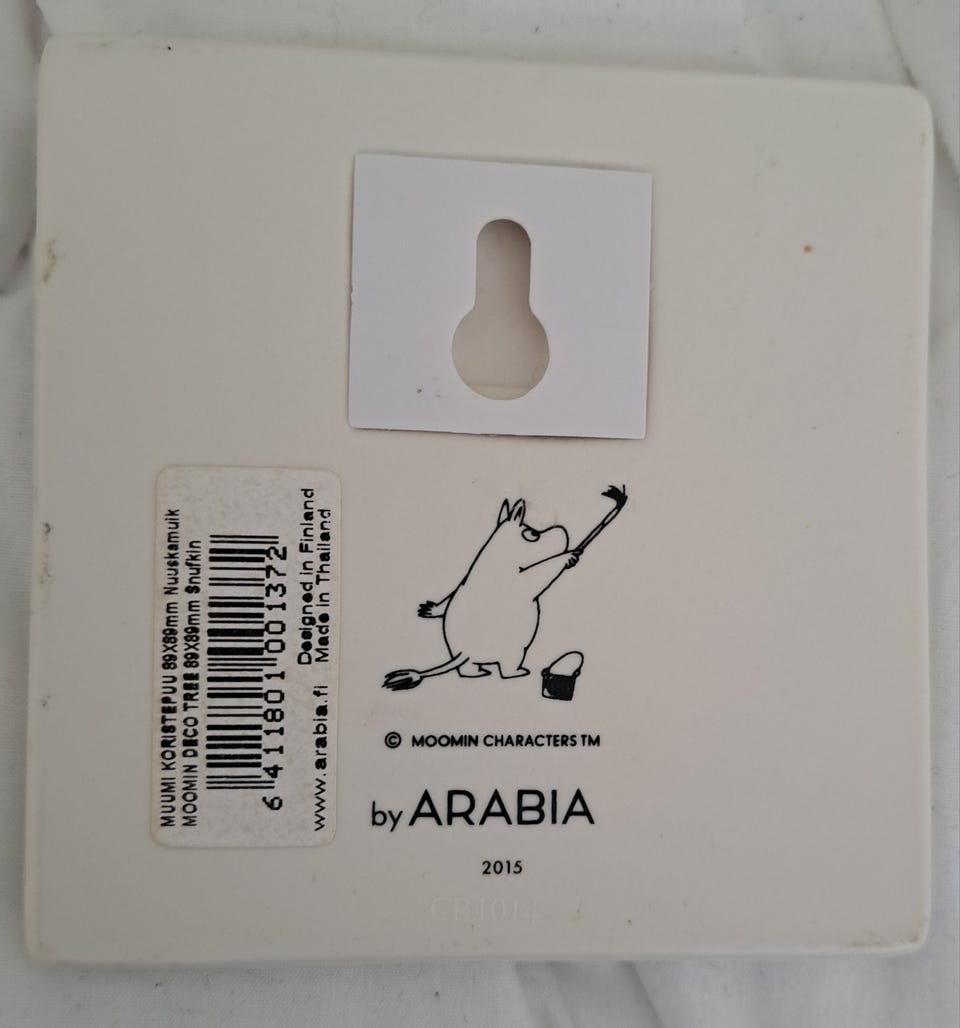 MUUMI KORISTEPUU 89X89mm Nuuskamuik
MOOMIN DECO TREE 89X89mm Snufkin
6 411801 001372
Designed in Finland
www.arabia.fi Made in Thailand
© MOOMIN CHARACTERS TM
by ARABIA
2015
CR1014